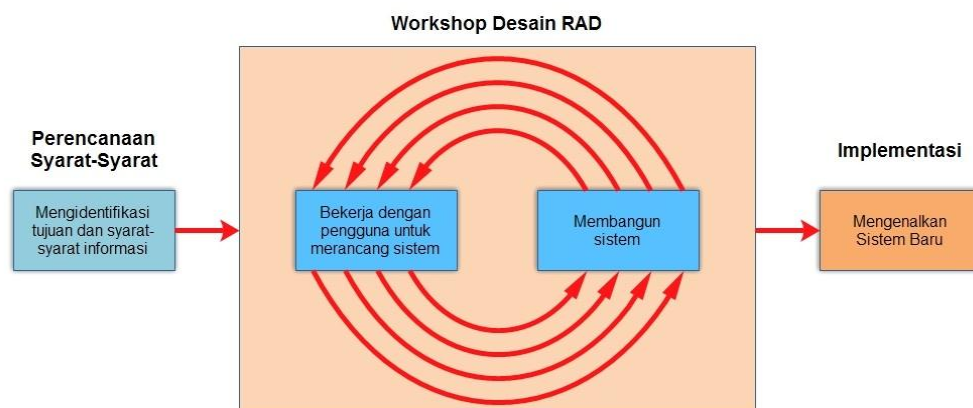 Workshop Desain RAD
Perencanaan
Syarat-Syarat
Mengidentifikasi
tujuan dan syarat-
syarat informasi
Bekerja dengan
pengguna untuk
merancang sistem
Membangun
sistem
Implementasi
Mengenalkan
Sistem Baru